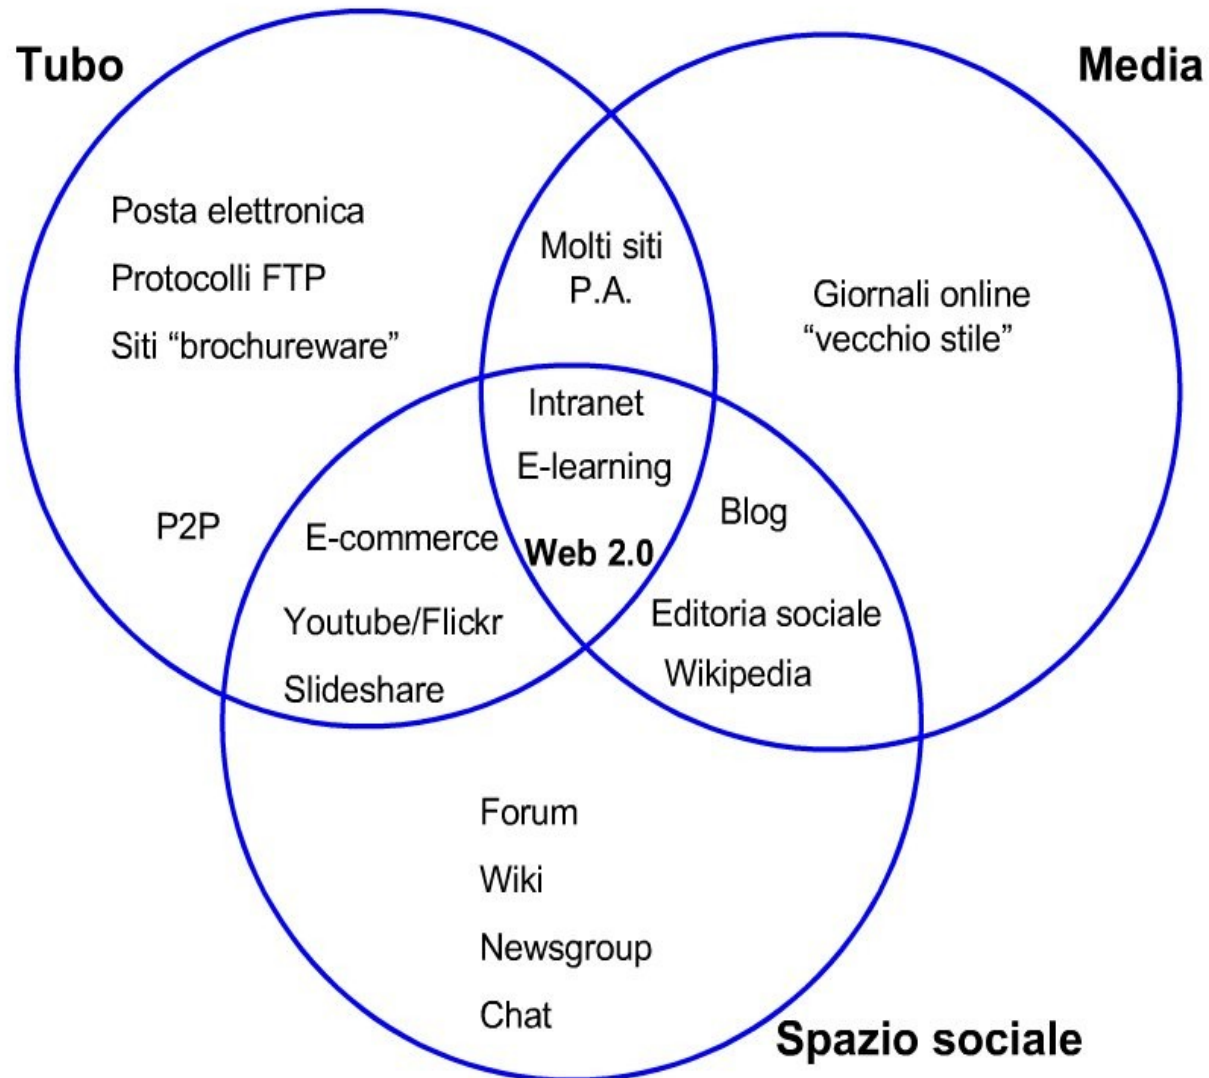 Tubo
Media
Posta elettronica
Protocolli FTP
Siti “brochureware”
P2P
Molti siti
P.A.
Giornali online
“vecchio stile”
Intranet
E-learning
Web 2.0
E-commerce
Youtube/Flickr
Slideshare
Blog
Editoria sociale
Wikipedia
Forum
Wiki
Newsgroup
Chat
Spazio sociale